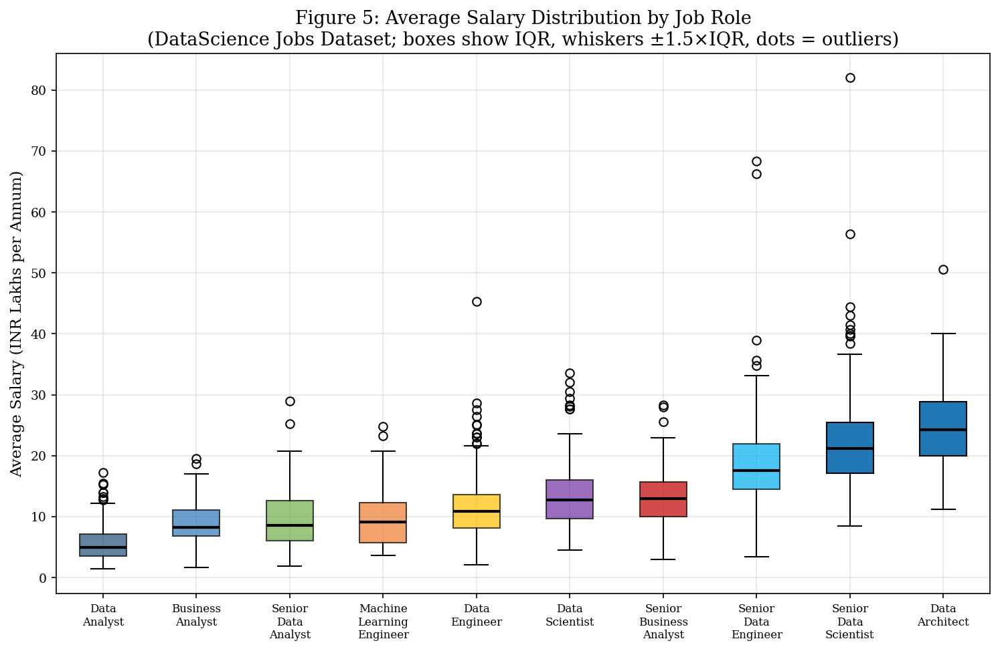 Figure 5: Average Salary Distribution by Job Role
(DataScience Jobs Dataset; boxes show IQR, whiskers ±1.5×IQR, dots = outliers)
Average Salary (INR Lakhs per Annum)
80
70
60
50
40
30
20
10
0
Data
Analyst
Business
Analyst
Senior
Data
Analyst
Machine
Learning
Engineer
Data
Engineer
Data
Scientist
Senior
Business
Analyst
Senior
Data
Engineer
Senior
Data
Scientist
Data
Architect